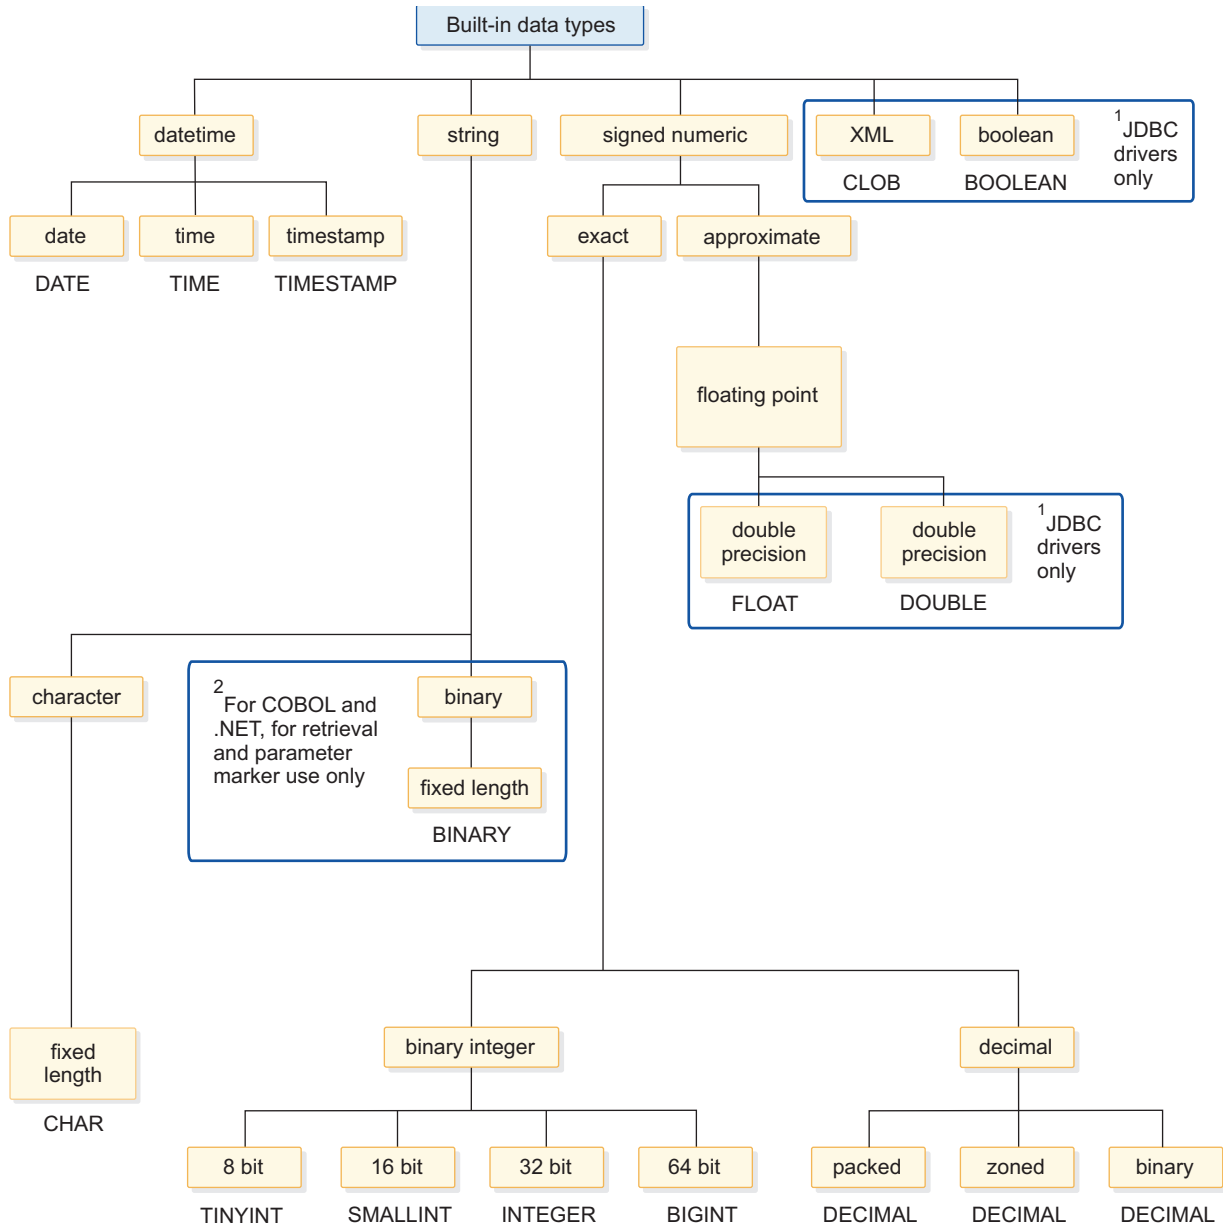 Built-in data types
datetime
string
signed numeric
XML
boolean
1JDBC
drivers
only
CLOB
BOOLEAN
date
time
timestamp
exact
approximate
DATE
TIME
TIMESTAMP
floating point
double
precision
double
precision
1JDBC
drivers
only
FLOAT
DOUBLE
character
2
For COBOL and
.NET, for retrieval
and parameter
marker use only
binary
fixed length
BINARY
fixed
length
CHAR
binary integer
decimal
8 bit
16 bit
32 bit
64 bit
packed
zoned
binary
TINYINT
SMALLINT
INTEGER
BIGINT
DECIMAL
DECIMAL
DECIMAL